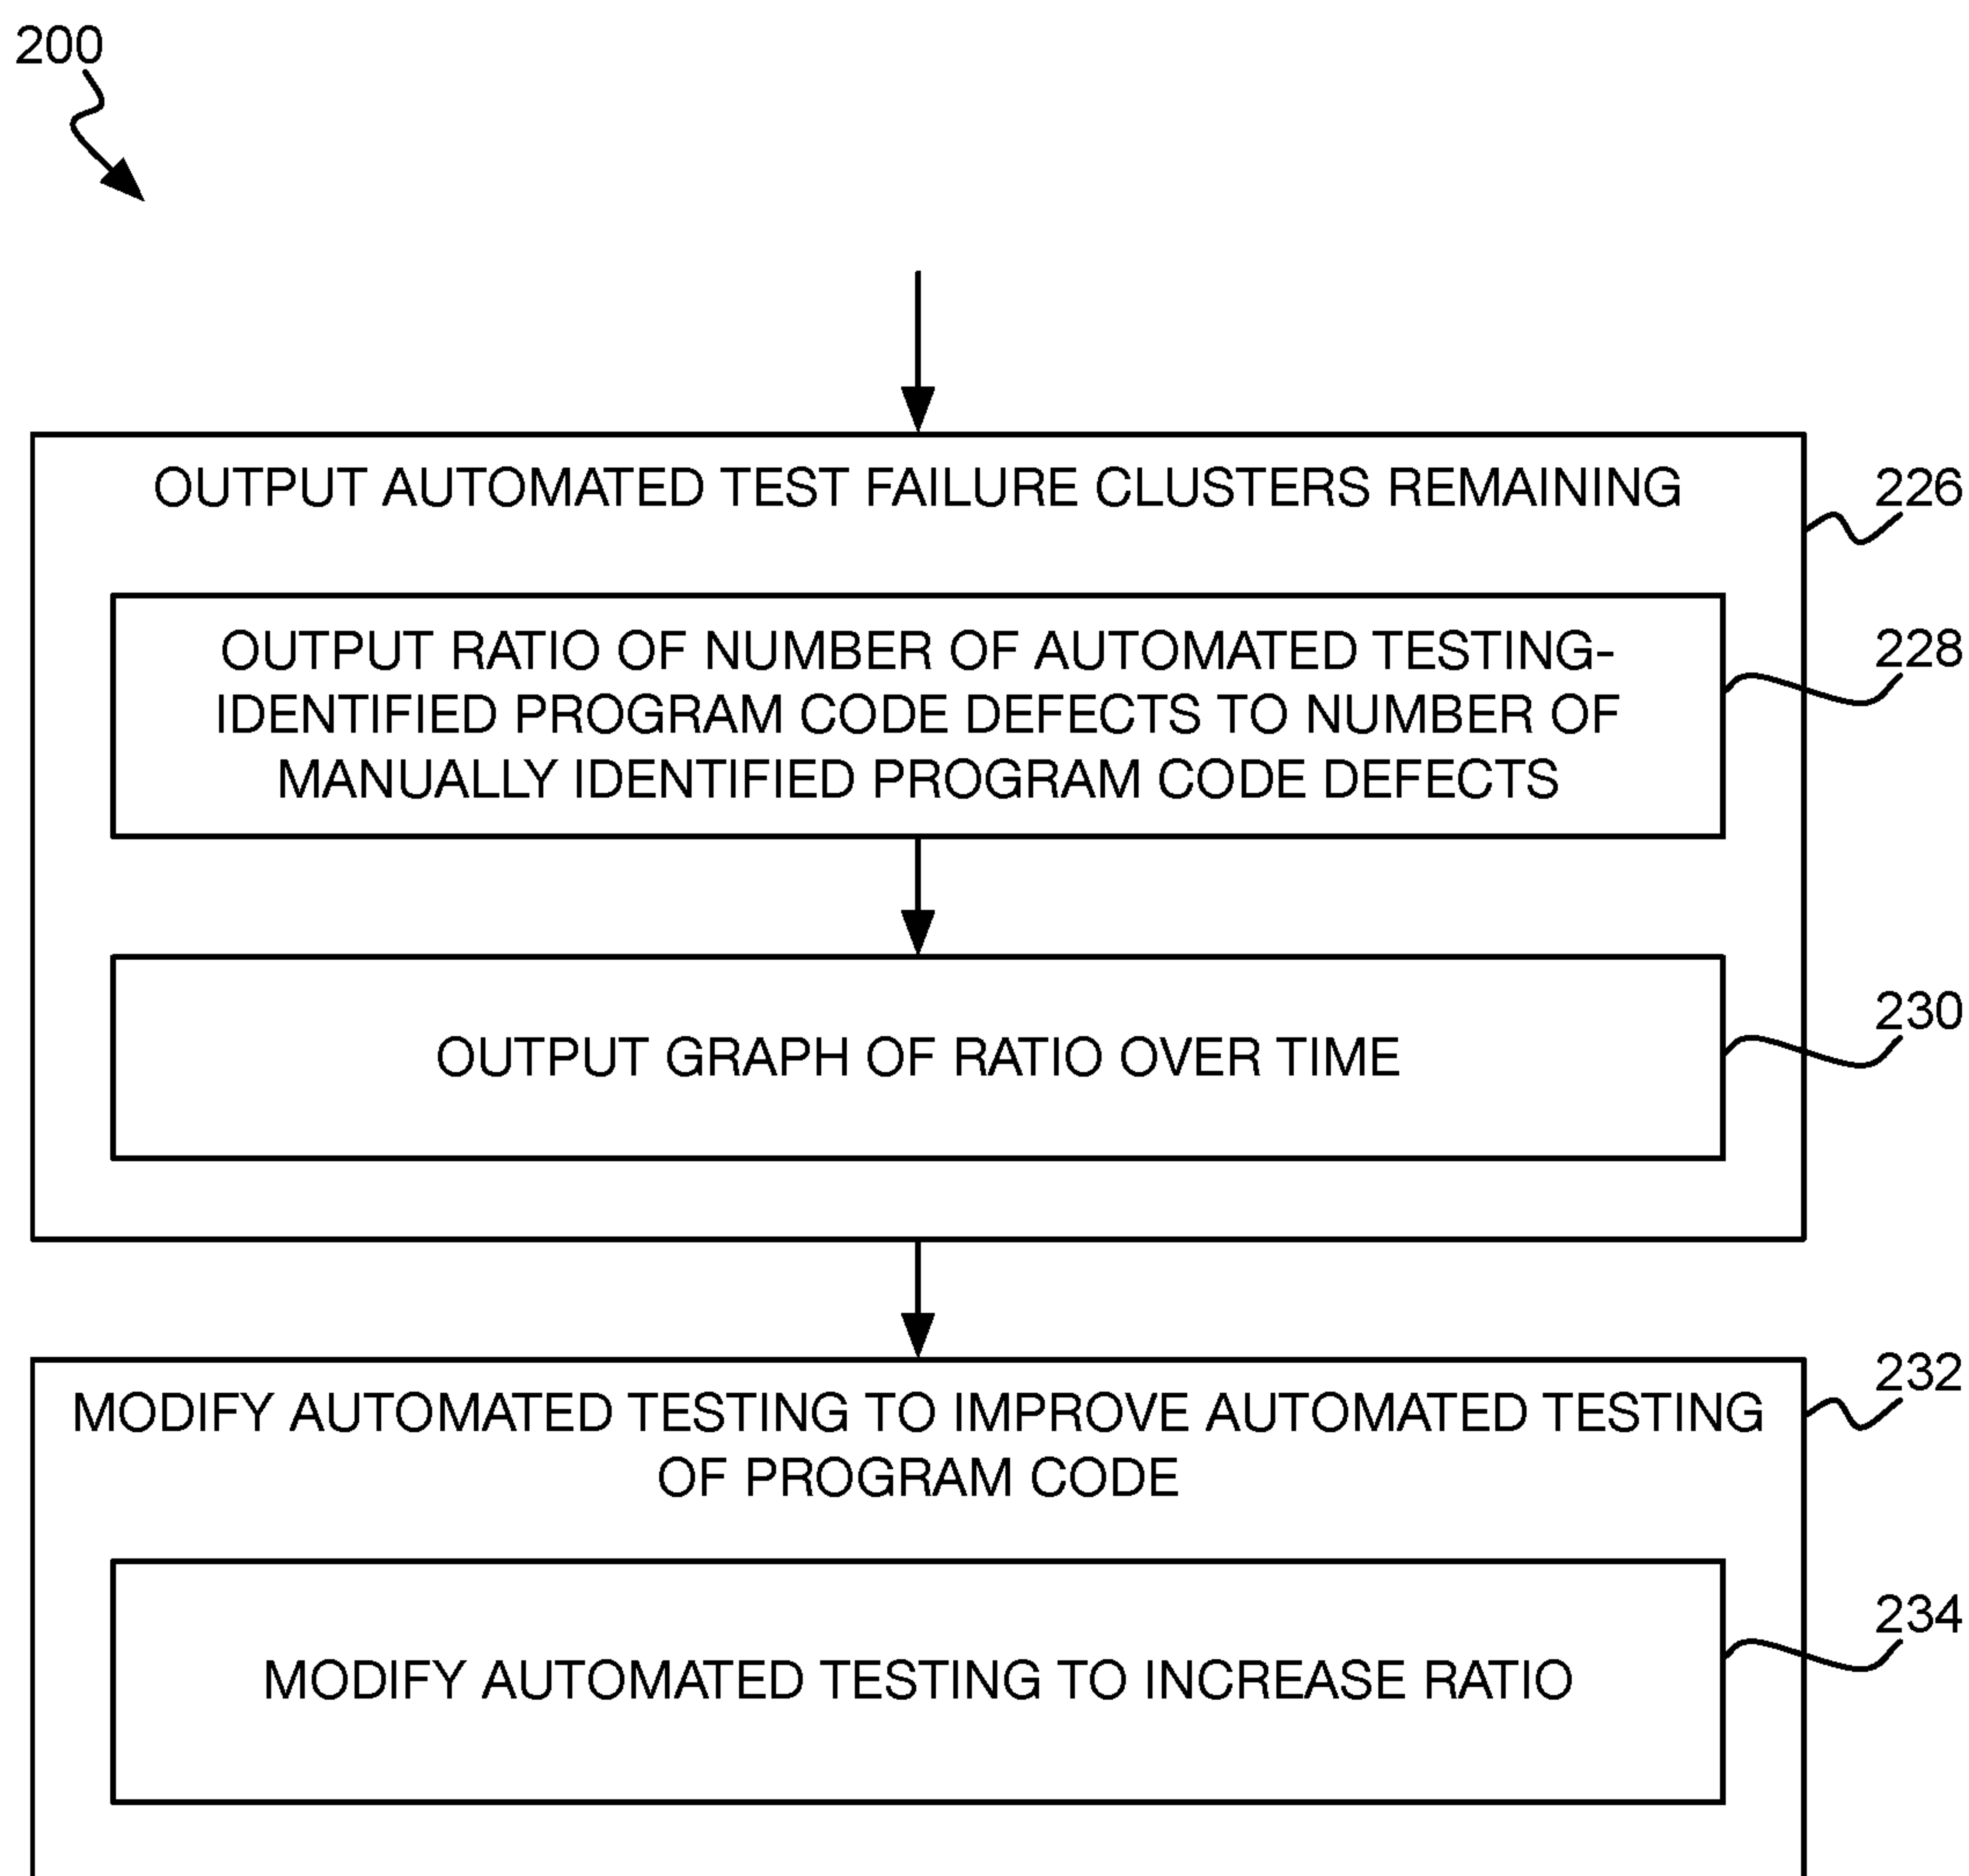 200
OUTPUT AUTOMATED TEST FAILURE CLUSTERS REMAINING
226
OUTPUT RATIO OF NUMBER OF AUTOMATED TESTING-
IDENTIFIED PROGRAM CODE DEFECTS TO NUMBER OF
MANUALLY IDENTIFIED PROGRAM CODE DEFECTS
228
OUTPUT GRAPH OF RATIO OVER TIME
230
MODIFY AUTOMATED TESTING TO IMPROVE AUTOMATED TESTING
OF PROGRAM CODE
232
MODIFY AUTOMATED TESTING TO INCREASE RATIO
234